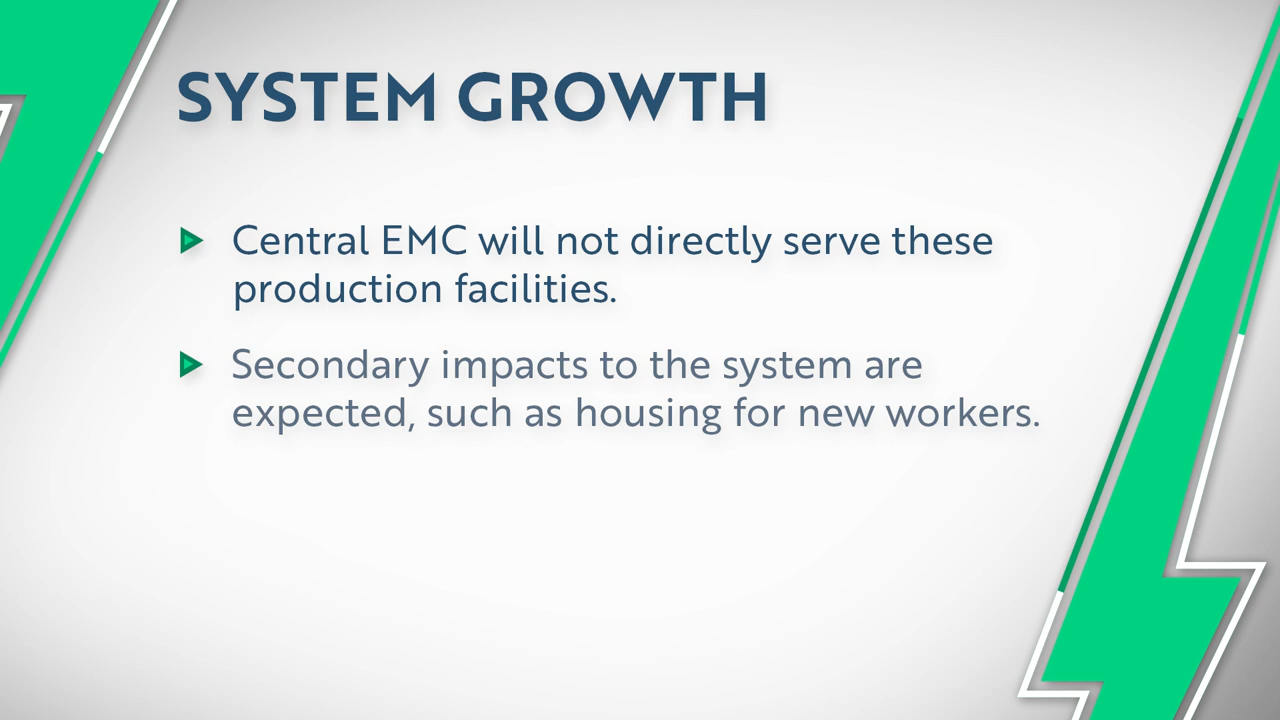 SYSTEM GROWTH
Central EMC will not directly serve these
production facilities.
Secondary impacts to the system are
expected, such as housing for new workers.